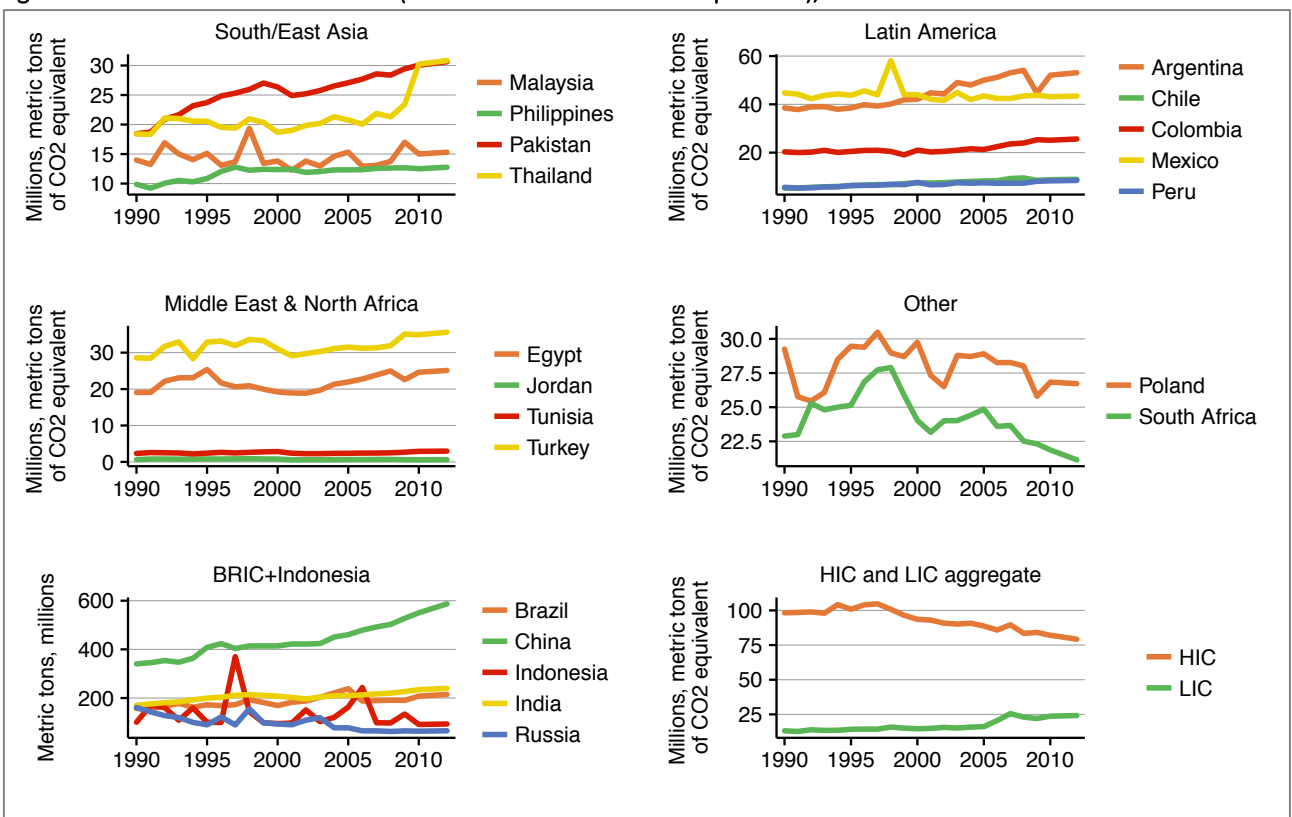 South/East Asia
Millions, metric tons
of CO2 equivalent
30
25
20
15
10
1990 1995 2000 2005 2010
Malaysia
Philippines
Pakistan
Thailand
Latin America
Millions, metric tons
of CO2 equivalent
60
40
20
1990 1995 2000 2005 2010
Argentina
Chile
Colombia
Mexico
Peru
Middle East & North Africa
Millions, metric tons
of CO2 equivalent
30
20
10
0
1990 1995 2000 2005 2010
Egypt
Jordan
Tunisia
Turkey
Other
Millions, metric tons
of CO2 equivalent
30.0
27.5
25.0
22.5
1990 1995 2000 2005 2010
Poland
South Africa
BRIC+Indonesia
Metric tons, millions
600
400
200
1990 1995 2000 2005 2010
Brazil
China
Indonesia
India
Russia
HIC and LIC aggregate
Millions, metric tons
of CO2 equivalent
100
75
50
25
1990 1995 2000 2005 2010
HIC
LIC